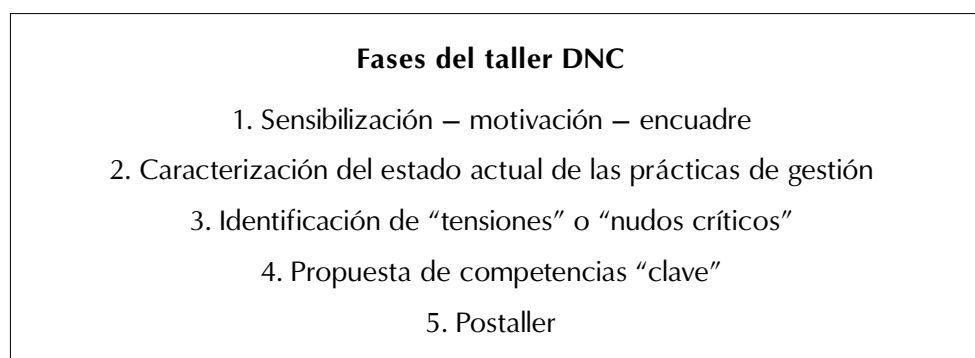 Fases del taller DNC
1. Sensibilización – motivación – encuadre
2. Caracterización del estado actual de las prácticas de gestión
3. Identificación de “tensiones” o “nudos críticos”
4. Propuesta de competencias “clave”
5. Postaller